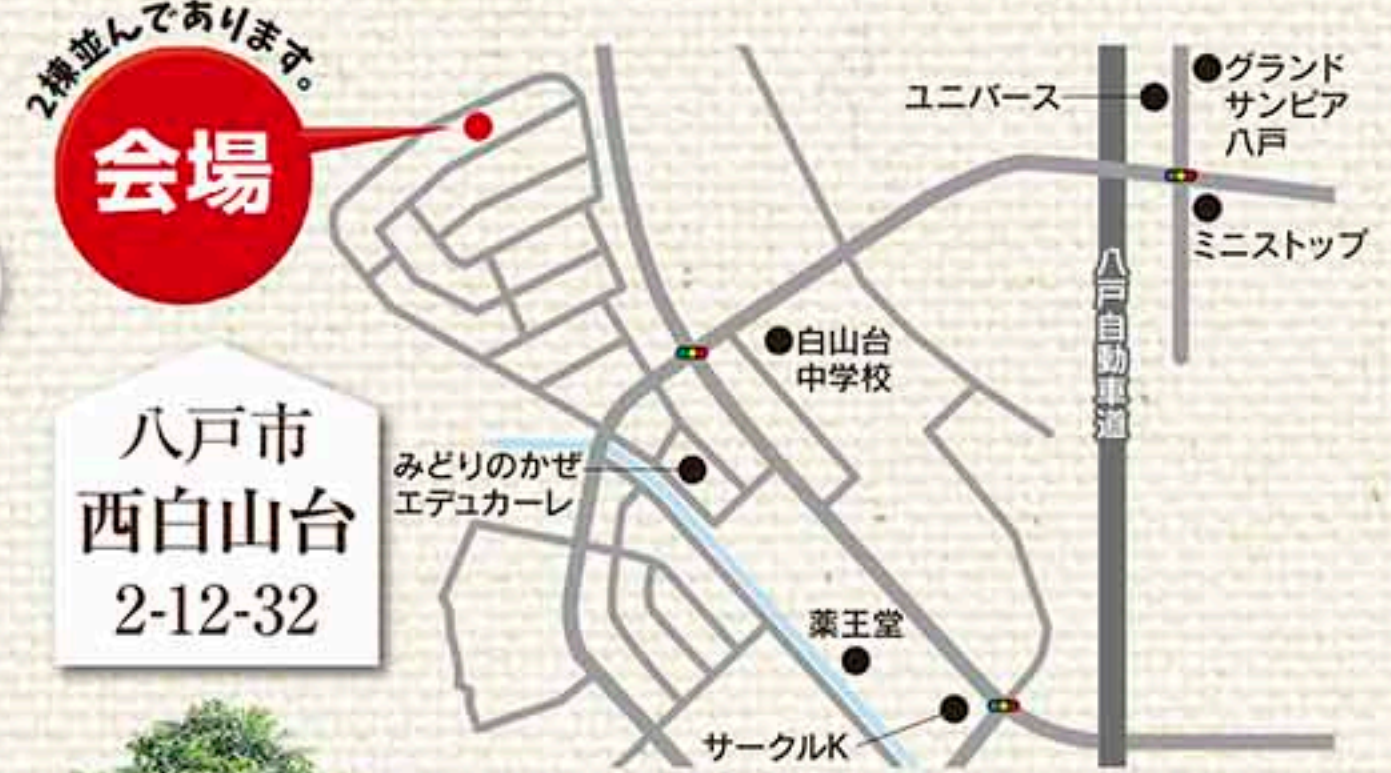 2棟並んであります。
会場
ユニバース
グランド
サンピア
八戸
ミニストップ
八戸自動車道
白山台
中学校
八戸市
西白山台
2-12-32
みどりのかぜ
エデュカーレ
薬王堂
サークルK